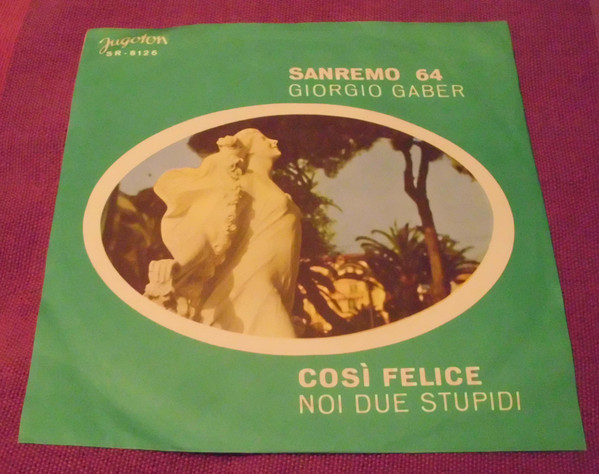 Jugoton
SR-8126
SANREMO 64
GIORGIO GABER
COSÌ FELICE
NOI DUE STUPIDI